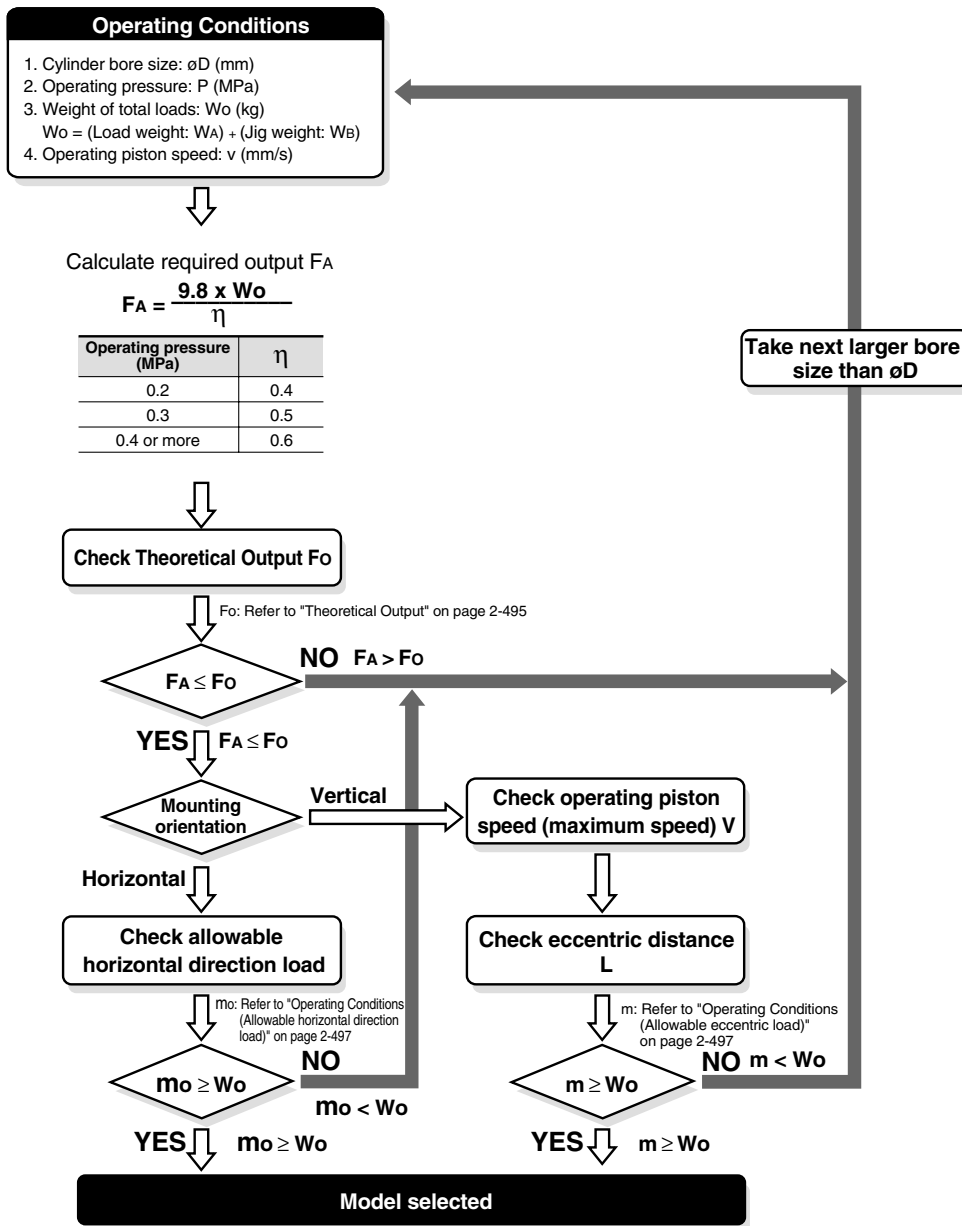 Operating Conditions
1. Cylinder bore size: øD (mm)
2. Operating pressure: P (MPa)
3. Weight of total loads: Wo (kg)
Wo = (Load weight: WA) + (Jig weight: WB)
4. Operating piston speed: v (mm/s)
Calculate required output FA
FA = 9.8 x Wo
η
Operating pressure (MPa) η
0.2 0.4
0.3 0.5
0.4 or more 0.6
Take next larger bore
size than øD
Check Theoretical Output FO
Fo: Refer to "Theoretical Output" on page 2-495
FA ≤ FO
NO FA > FO
YES FA ≤ FO
Mounting
orientation
Vertical
Check operating piston
speed (maximum speed) V
Horizontal
Check allowable
horizontal direction load
Check eccentric distance
L
mo: Refer to "Operating Conditions
(Allowable horizontal direction
load)" on page 2-497
m: Refer to "Operating Conditions
(Allowable eccentric load)"
on page 2-497
mo ≥ Wo
NO
mo < Wo
m ≥ Wo
NO m < Wo
YES mo ≥ Wo
YES m ≥ Wo
Model selected